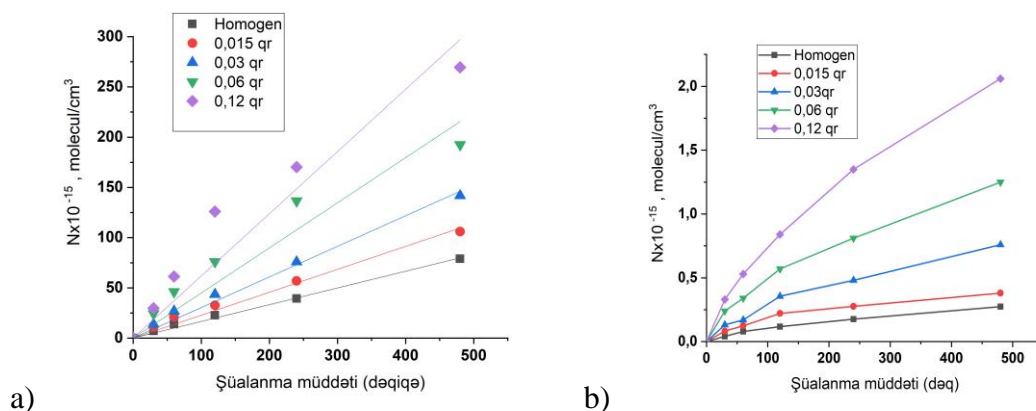 300
250
200
150
100
50
0
Nx10⁻¹⁵ , molecul/cm³
Homogen
0,015 qr
0,03 qr
0,06 qr
0,12 qr
0 100 200 300 400 500
Şüalanma müddəti (dəqiqə)
a)
2,0
1,5
1,0
0,5
0,0
Nx10⁻¹⁵, molecul/cm³
Homogen
0,015 qr
0,03qr
0,06 qr
0,12 qr
0 100 200 300 400 500
Şüalanma müddəti (dəq)
b)